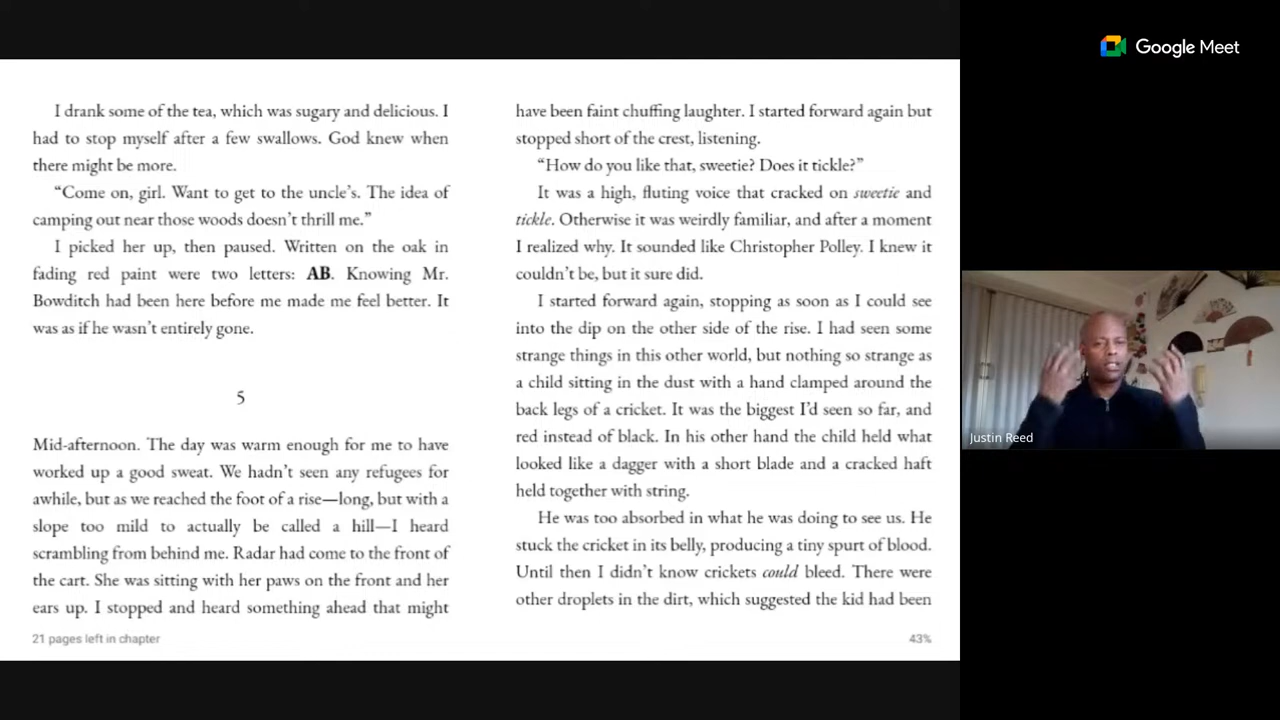 I drank some of the tea, which was sugary and delicious. I
had to stop myself after a few swallows. God knew when
there might be more.
“Come on, girl. Want to get to the uncle’s. The idea of
camping out near those woods doesn’t thrill me.”
I picked her up, then paused. Written on the oak in
fading red paint were two letters: AB. Knowing Mr.
Bowditch had been here before me made me feel better. It
was as if he wasn’t entirely gone.
5
Mid-afternoon. The day was warm enough for me to have
worked up a good sweat. We hadn’t seen any refugees for
awhile, but as we reached the foot of a rise—long, but with a
slope too mild to actually be called a hill—I heard
scrambling from behind me. Radar had come to the front of
the cart. She was sitting with her paws on the front and her
ears up. I stopped and heard something ahead that might
21 pages left in chapter
have been faint chuffing laughter. I started forward again but
stopped short of the crest, listening.
“How do you like that, sweetie? Does it tickle?”
It was a high, fluting voice that cracked on sweetie and
tickle. Otherwise it was weirdly familiar, and after a moment
I realized why. It sounded like Christopher Polley. I knew it
couldn’t be, but it sure did.
I started forward again, stopping as soon as I could see
into the dip on the other side of the rise. I had seen some
strange things in this other world, but nothing so strange as
a child sitting in the dust with a hand clamped around the
back legs of a cricket. It was the biggest I’d seen so far, and
red instead of black. In his other hand the child held what
looked like a dagger with a short blade and a cracked haft
held together with string.
He was too absorbed in what he was doing to see us. He
stuck the cricket in its belly, producing a tiny spurt of blood.
Until then I didn’t know crickets could bleed. There were
other droplets in the dirt, which suggested the kid had been
43%
Google Meet
Justin Reed